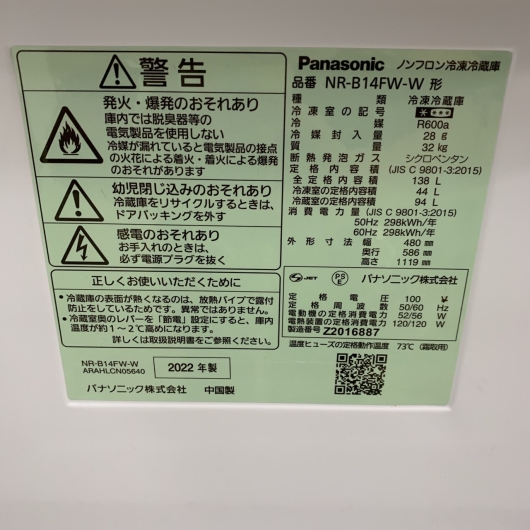 警告
発火・爆発のおそれあり
庫内では脱臭器等の
電気製品を使用しない
冷媒が漏れていると電気製品の接点
の火花による着火・着火による爆発
のおそれがあります
幼児閉じ込みのおそれあり
冷蔵庫をリサイクルするときは、
ドアパッキングを外す
感電のおそれあり
お手入れのときは、
必ず電源プラグを抜く
正しくお使いいただくために
・冷蔵庫の表面が熱くなるのは、放熱パイプで露付
防止をしているためです。異常ではありません。
・冷蔵室奥のレバーを「節電」設定にすると、庫内
温度が約1～2℃高めになります。
詳しくは取扱説明書をご参照ください。
NR-B14FW-W
ARAHLCN05640
2022 年製
パナソニック株式会社 中国製
Panasonic ノンフロン冷凍冷蔵庫
品番 NR-B14FW-W 形
種類 冷凍冷蔵庫
冷凍室の記号
冷媒 R600a
冷媒封入量 28 g
質量 32 kg
断熱発泡ガス シクロペンタン
定格内容積 (JIS C 9801-3:2015)
全定格内容積 138 L
冷凍室の定格内容積 44 L
冷蔵室の定格内容積 94 L
消費電力量 (JIS C 9801-3:2015)
50Hz 298kWh/年
60Hz 298kWh/年
外形寸法 幅 480 mm
奥行 586 mm
高さ 1119 mm
JET PS E パナソニック株式会社
定格電圧 100 V
定格周波数 50/60 Hz
電動機の定格消費電力 52/56 W
電熱装置の定格消費電力 120/120 W
製造番号 Z2016887
温度ヒューズの定格動作温度 73℃ (霜取用)